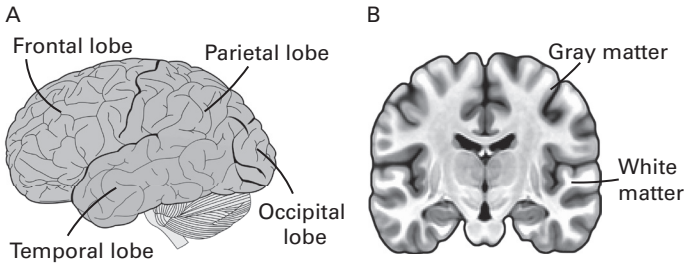 A
Frontal lobe
Parietal lobe
Occipital
lobe
Temporal lobe
B
Gray matter
White
matter